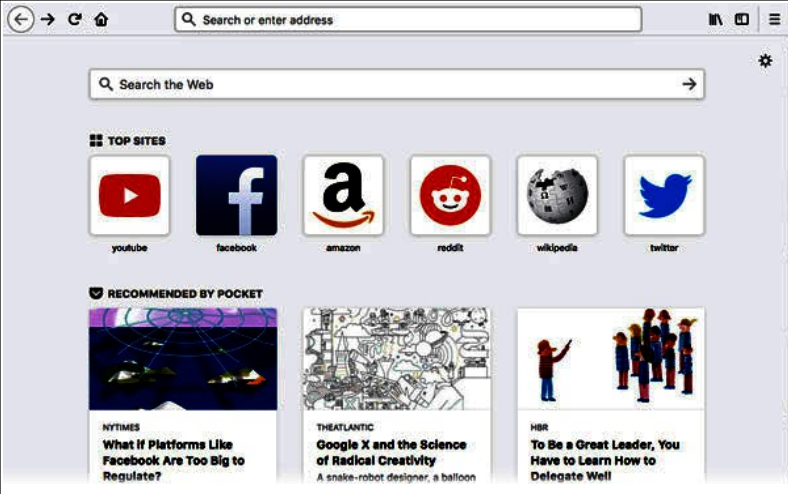 Search or enter address
Search the Web
TOP SITES
youtube
facebook
amazon
reddit
wikipedia
twitter
RECOMMENDED BY POCKET
NYTIMES
What if Platforms Like
Facebook Are Too Big to
Regulate?
THEATLANTIC
Google X and the Science
of Radical Creativity
A snake-robot designer, a balloon
HBR
To Be a Great Leader, You
Have to Learn How to
Delegate Well